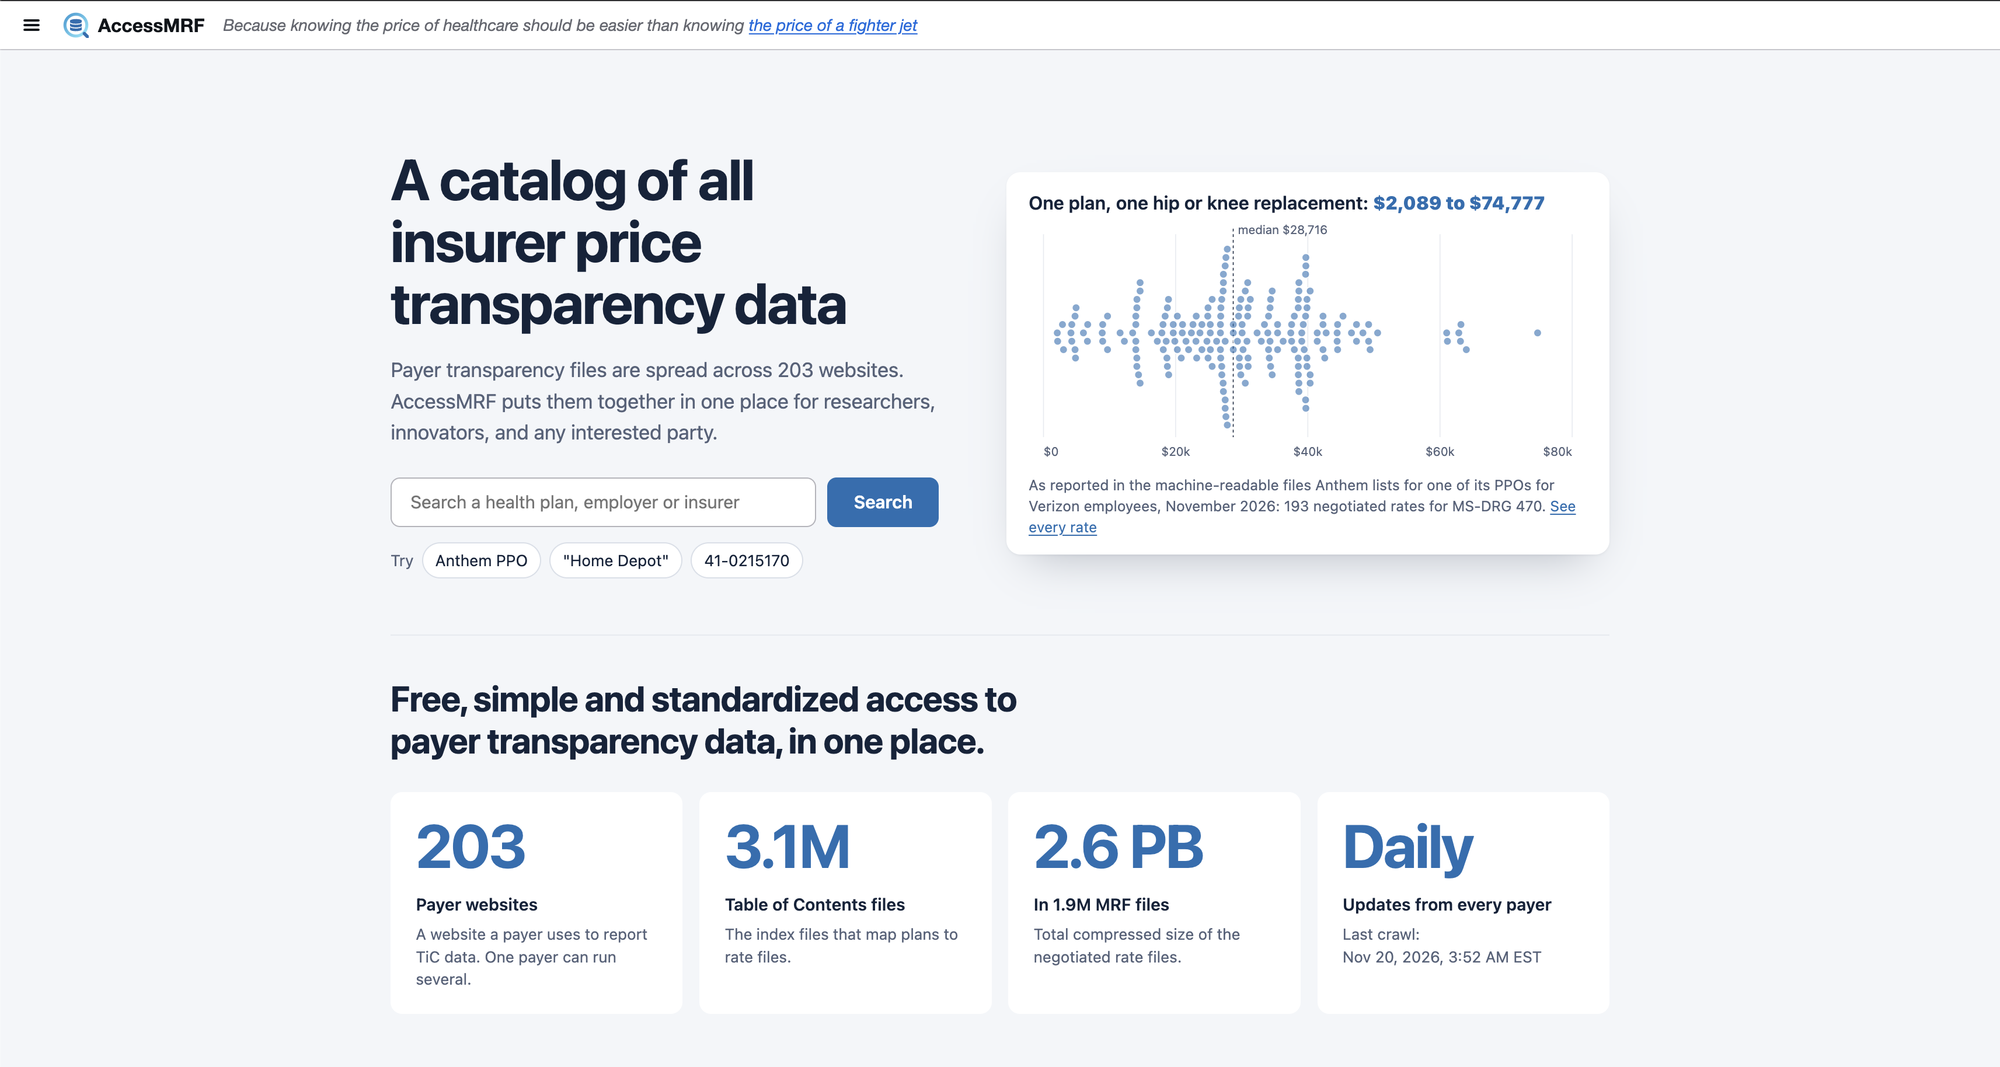 AccessMRF Because knowing the price of healthcare should be easier than knowing the price of a fighter jet
A catalog of all
insurer price
transparency data
Payer transparency files are spread across 203 websites.
AccessMRF puts them together in one place for researchers,
innovators, and any interested party.
Search a health plan, employer or insurer
Search
Try Anthem PPO "Home Depot" 41-0215170
One plan, one hip or knee replacement: $2,089 to $74,777
median $28,716
$0 $20k $40k $60k $80k
As reported in the machine-readable files Anthem lists for one of its PPOs for
Verizon employees, November 2026: 193 negotiated rates for MS-DRG 470. See
every rate
Free, simple and standardized access to
payer transparency data, in one place.
203
Payer websites
A website a payer uses to report
TiC data. One payer can run
several.
3.1M
Table of Contents files
The index files that map plans to
rate files.
2.6 PB
In 1.9M MRF files
Total compressed size of the
negotiated rate files.
Daily
Updates from every payer
Last crawl:
Nov 20, 2026, 3:52 AM EST